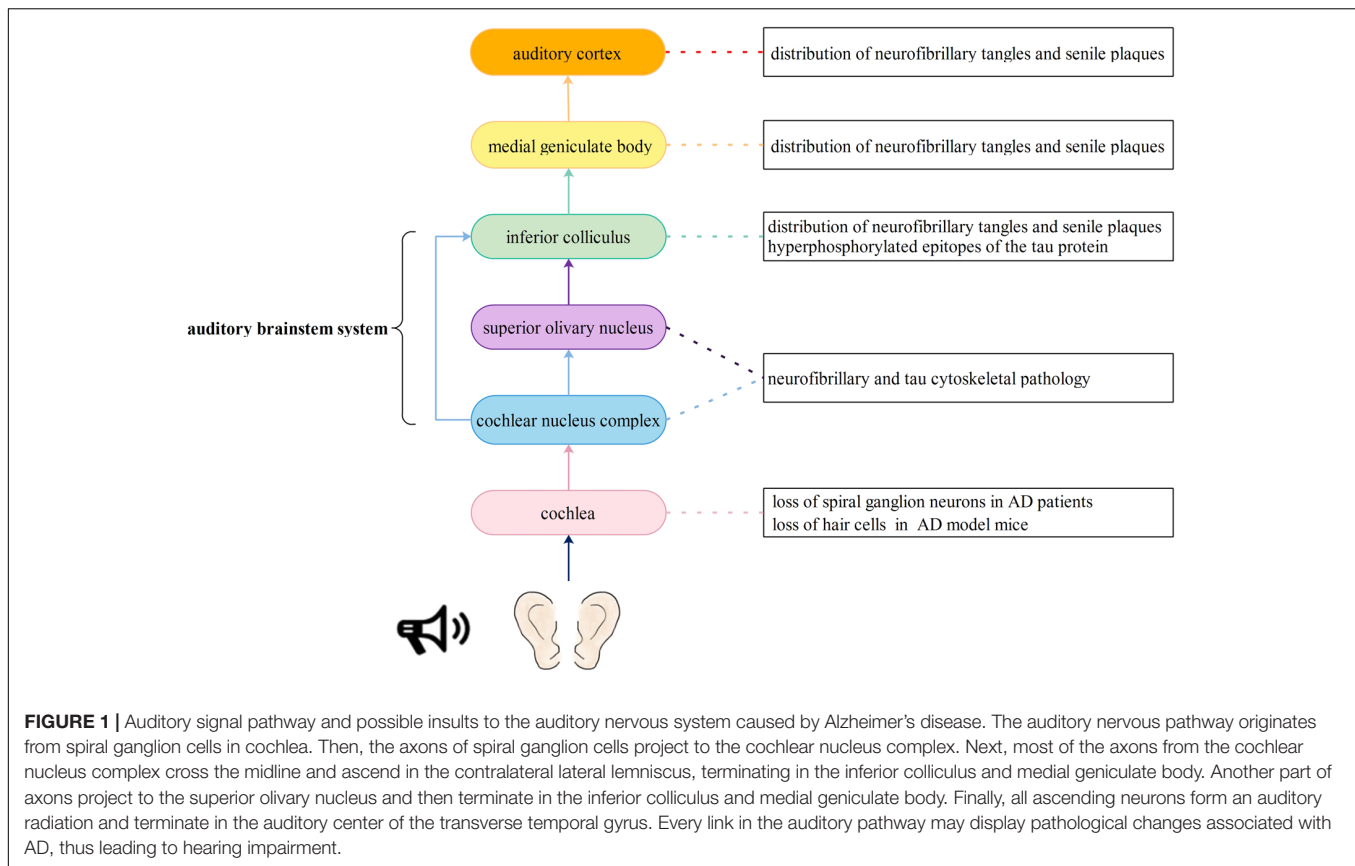 auditory cortex
distribution of neurofibrillary tangles and senile plaques
medial geniculate body
distribution of neurofibrillary tangles and senile plaques
inferior colliculus
distribution of neurofibrillary tangles and senile plaques
hyperphosphorylated epitopes of the tau protein
auditory brainstem system
superior olivary nucleus
neurofibrillary and tau cytoskeletal pathology
cochlear nucleus complex
cochlea
loss of spiral ganglion neurons in AD patients
loss of hair cells in AD model mice
FIGURE 1 | Auditory signal pathway and possible insults to the auditory nervous system caused by Alzheimer's disease. The auditory nervous pathway originates
from spiral ganglion cells in cochlea. Then, the axons of spiral ganglion cells project to the cochlear nucleus complex. Next, most of the axons from the cochlear
nucleus complex cross the midline and ascend in the contralateral lateral lemniscus, terminating in the inferior colliculus and medial geniculate body. Another part of
axons project to the superior olivary nucleus and then terminate in the inferior colliculus and medial geniculate body. Finally, all ascending neurons form an auditory
radiation and terminate in the auditory center of the transverse temporal gyrus. Every link in the auditory pathway may display pathological changes associated with
AD, thus leading to hearing impairment.